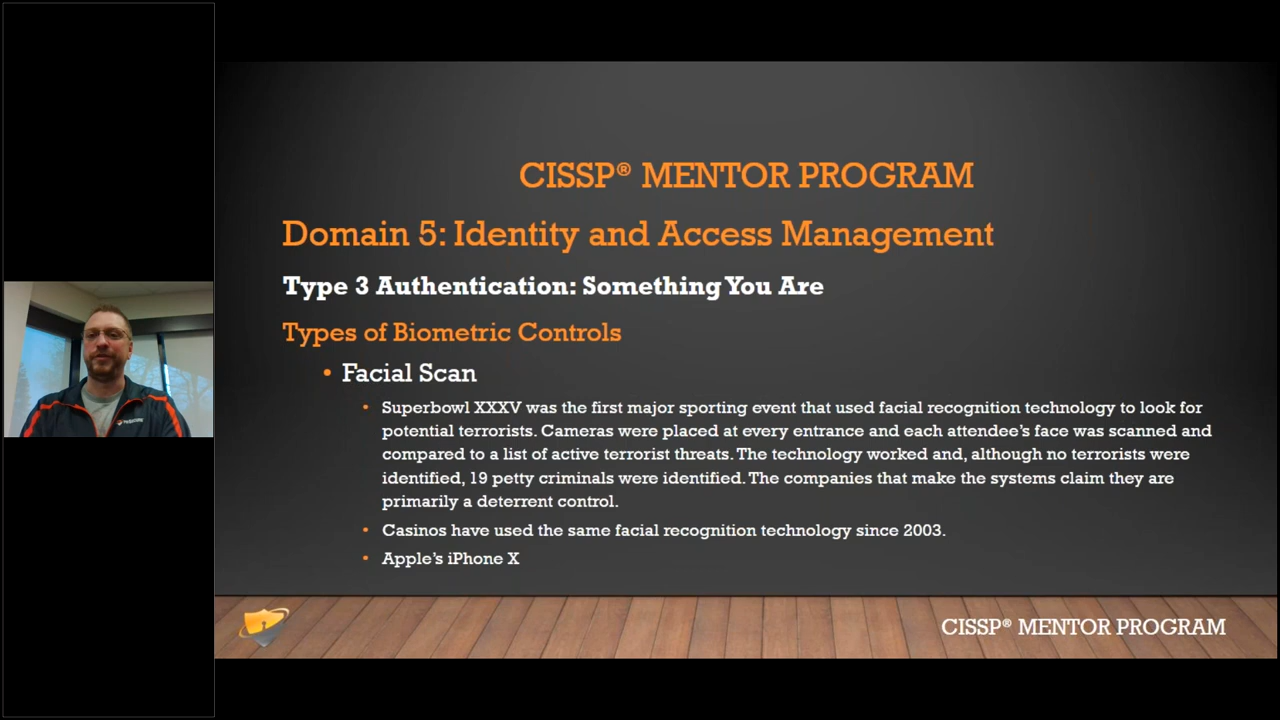 CISSP® MENTOR PROGRAM
Domain 5: Identity and Access Management
Type 3 Authentication: Something You Are
Types of Biometric Controls
• Facial Scan
• Superbowl XXXV was the first major sporting event that used facial recognition technology to look for
potential terrorists. Cameras were placed at every entrance and each attendee's face was scanned and
compared to a list of active terrorist threats. The technology worked and, although no terrorists were
identified, 19 petty criminals were identified. The companies that make the systems claim they are
primarily a deterrent control.
• Casinos have used the same facial recognition technology since 2003.
• Apple's iPhone X
CISSP® MENTOR PROGRAM